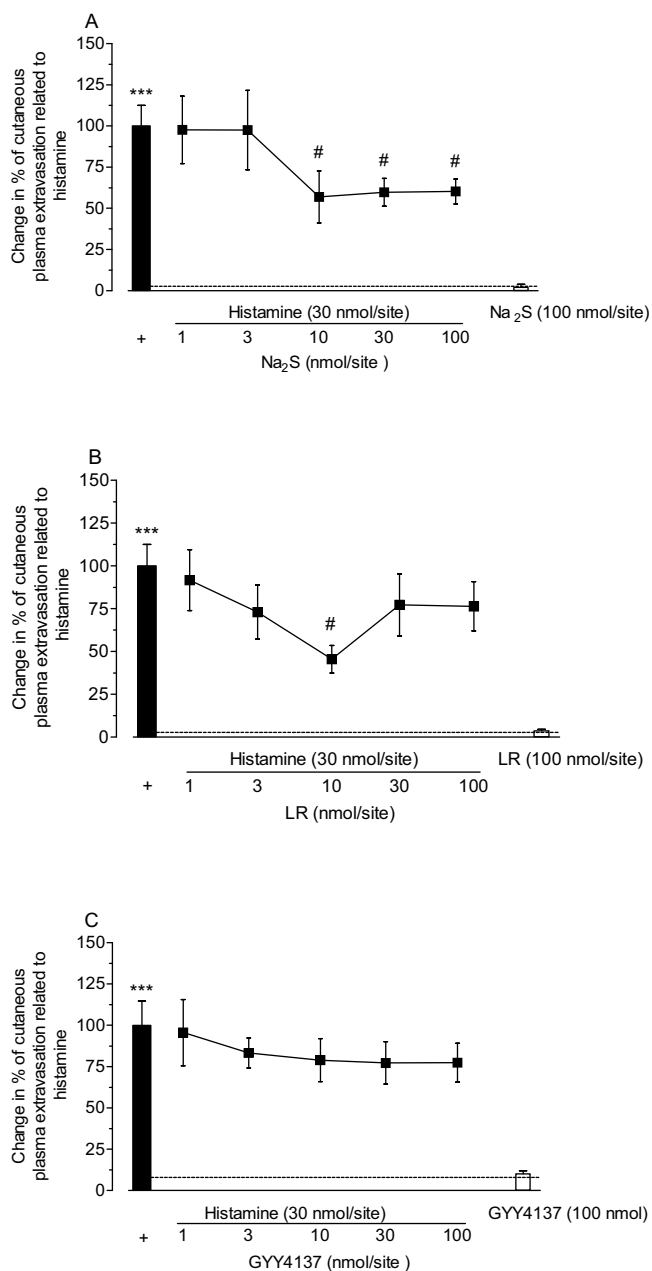 A
Change in % of cutaneous
plasma extravasation related to
histamine
150
125
100
75
50
25
0
***
#
#
#
Histamine (30 nmol/site)
Na 2S (100 nmol/site)
+
1
3
10
30
100
Na2S (nmol/site )
B
Change in % of cutaneous
plasma extravasation related to
histamine
150
125
100
75
50
25
0
***
#
Histamine (30 nmol/site)
LR (100 nmol/site)
+
1
3
10
30
100
LR (nmol/site)
C
Change in % of cutaneous
plasma extravasation related to
histamine
150
125
100
75
50
25
0
***
Histamine (30 nmol/site)
GYY4137 (100 nmol)
+
1
3
10
30
100
GYY4137 (nmol/site )